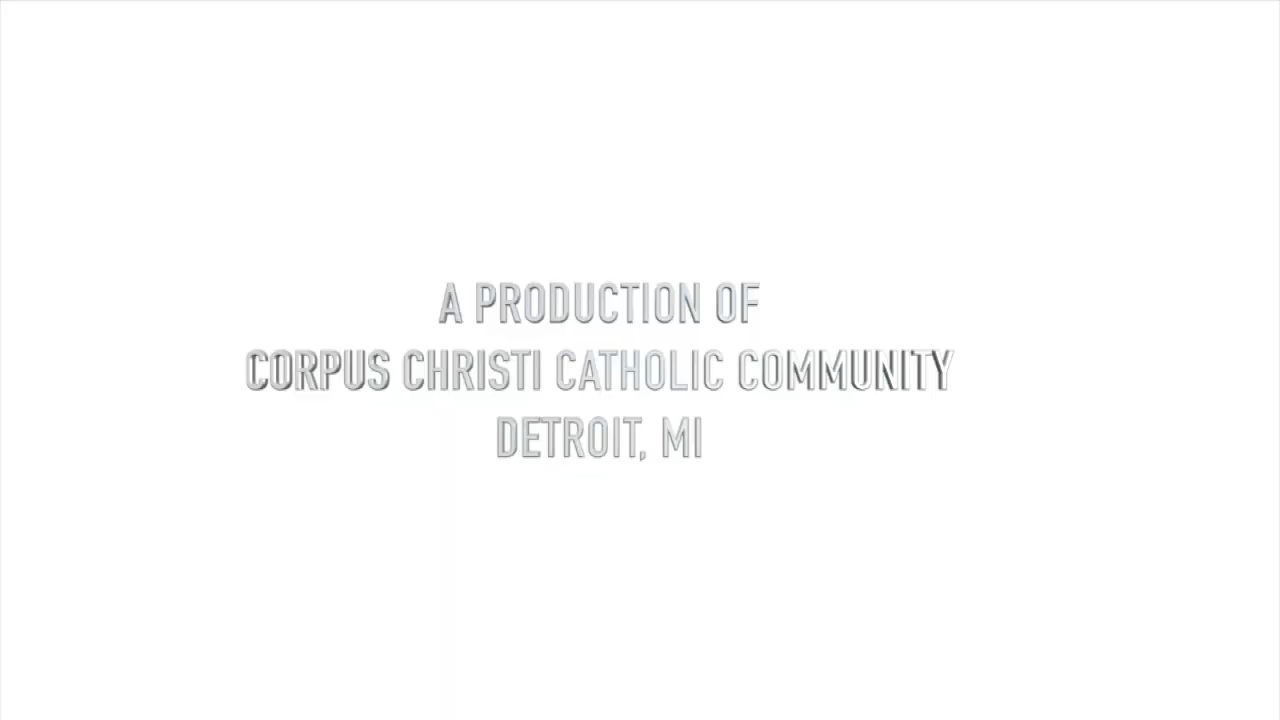 A PRODUCTION OF
CORPUS CHRISTI CATHOLIC COMMUNITY
DETROIT, MI